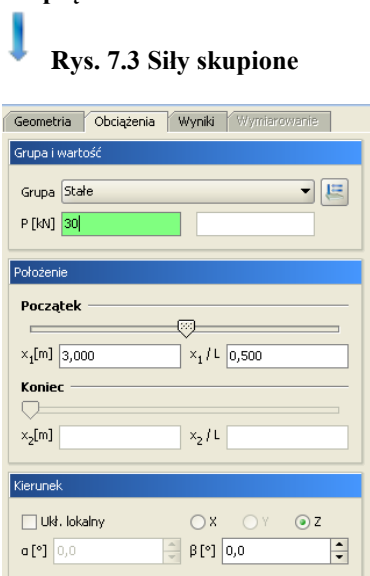 Rys. 7.3 Siły skupione
Geometria Obciążenia Wyniki Wymiarowanie
Grupa i wartość
Grupa Stałe
P [kN] 30
Położenie
Początek
x1[m] 3,000 x1 / L 0,500
Koniec
x2[m] x2 / L
Kierunek
Ukł. lokalny X Y Z
α [°] 0,0 β [°] 0,0